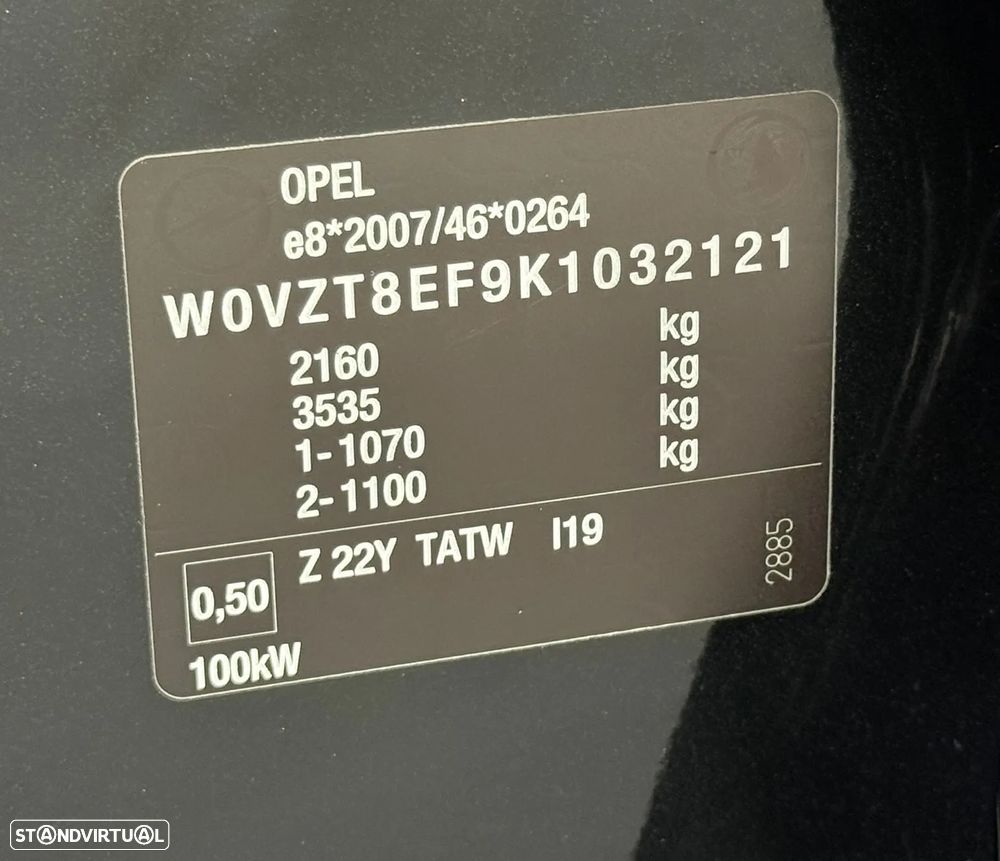 OPEL
e8*2007/46*0264
W0VZT8EF9K1032121
2160 kg
3535 kg
1-1070 kg
2-1100 kg
Z 22Y TATW I19
0,50
2885
100kW
STANDVIRTUAL